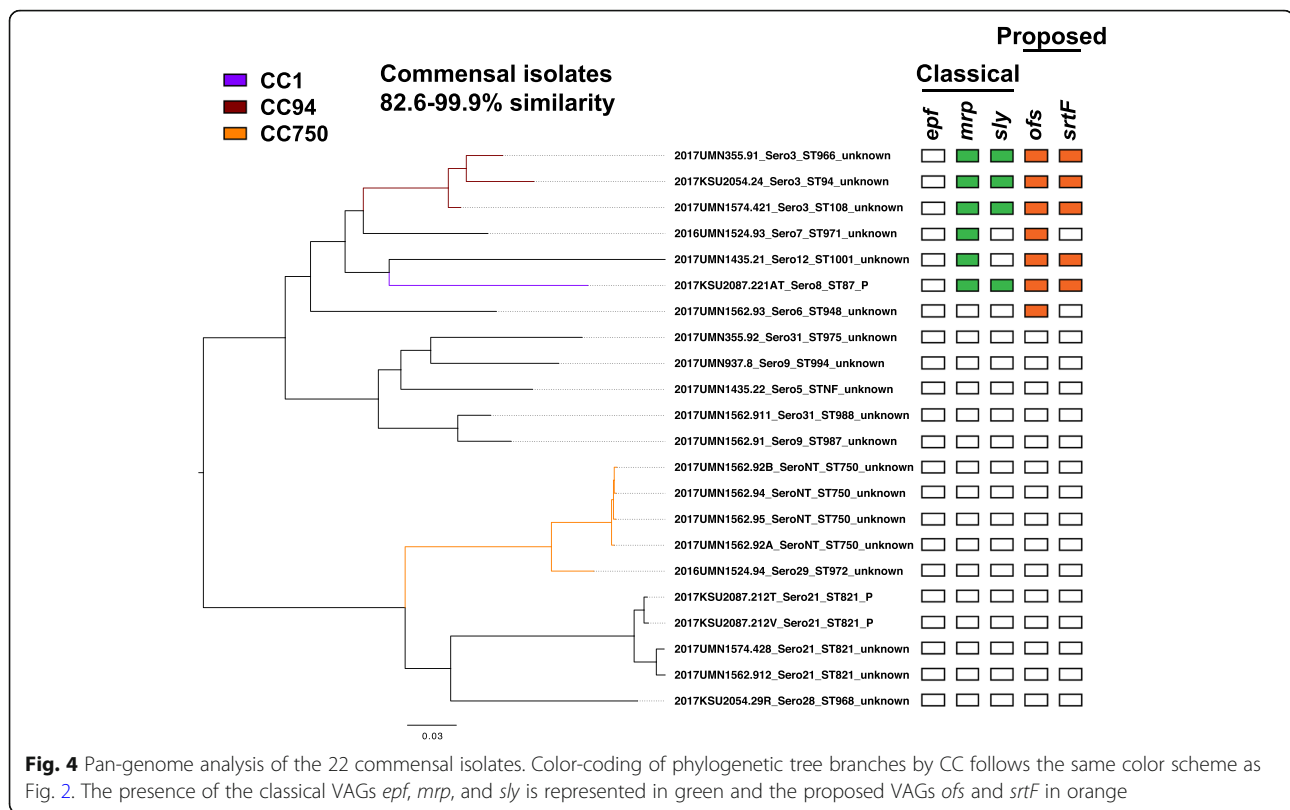 Proposed
Classical
epf
mrp
sly
ofs
srtF
CC1
CC94
CC750
Commensal isolates
82.6-99.9% similarity
2017UMN355.91_Sero3_ST966_unknown
2017KSU2054.24_Sero3_ST94_unknown
2017UMN1574.421_Sero3_ST108_unknown
2016UMN1524.93_Sero7_ST971_unknown
2017UMN1435.21_Sero12_ST1001_unknown
2017KSU2087.221AT_Sero8_ST87_P
2017UMN1562.93_Sero6_ST948_unknown
2017UMN355.92_Sero31_ST975_unknown
2017UMN937.8_Sero9_ST994_unknown
2017UMN1435.22_Sero5_STNF_unknown
2017UMN1562.911_Sero31_ST988_unknown
2017UMN1562.91_Sero9_ST987_unknown
2017UMN1562.92B_SeroNT_ST750_unknown
2017UMN1562.94_SeroNT_ST750_unknown
2017UMN1562.95_SeroNT_ST750_unknown
2017UMN1562.92A_SeroNT_ST750_unknown
2016UMN1524.94_Sero29_ST972_unknown
2017KSU2087.212T_Sero21_ST821_P
2017KSU2087.212V_Sero21_ST821_P
2017UMN1574.428_Sero21_ST821_unknown
2017UMN1562.912_Sero21_ST821_unknown
2017KSU2054.29R_Sero28_ST968_unknown
0.03
Fig. 4 Pan-genome analysis of the 22 commensal isolates. Color-coding of phylogenetic tree branches by CC follows the same color scheme as
Fig. 2. The presence of the classical VAGs epf, mrp, and sly is represented in green and the proposed VAGs ofs and srtF in orange